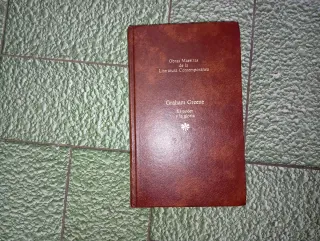 Obras Maestras
de la
Literatura Contemporánea
Graham Greene
El poder
y la gloria